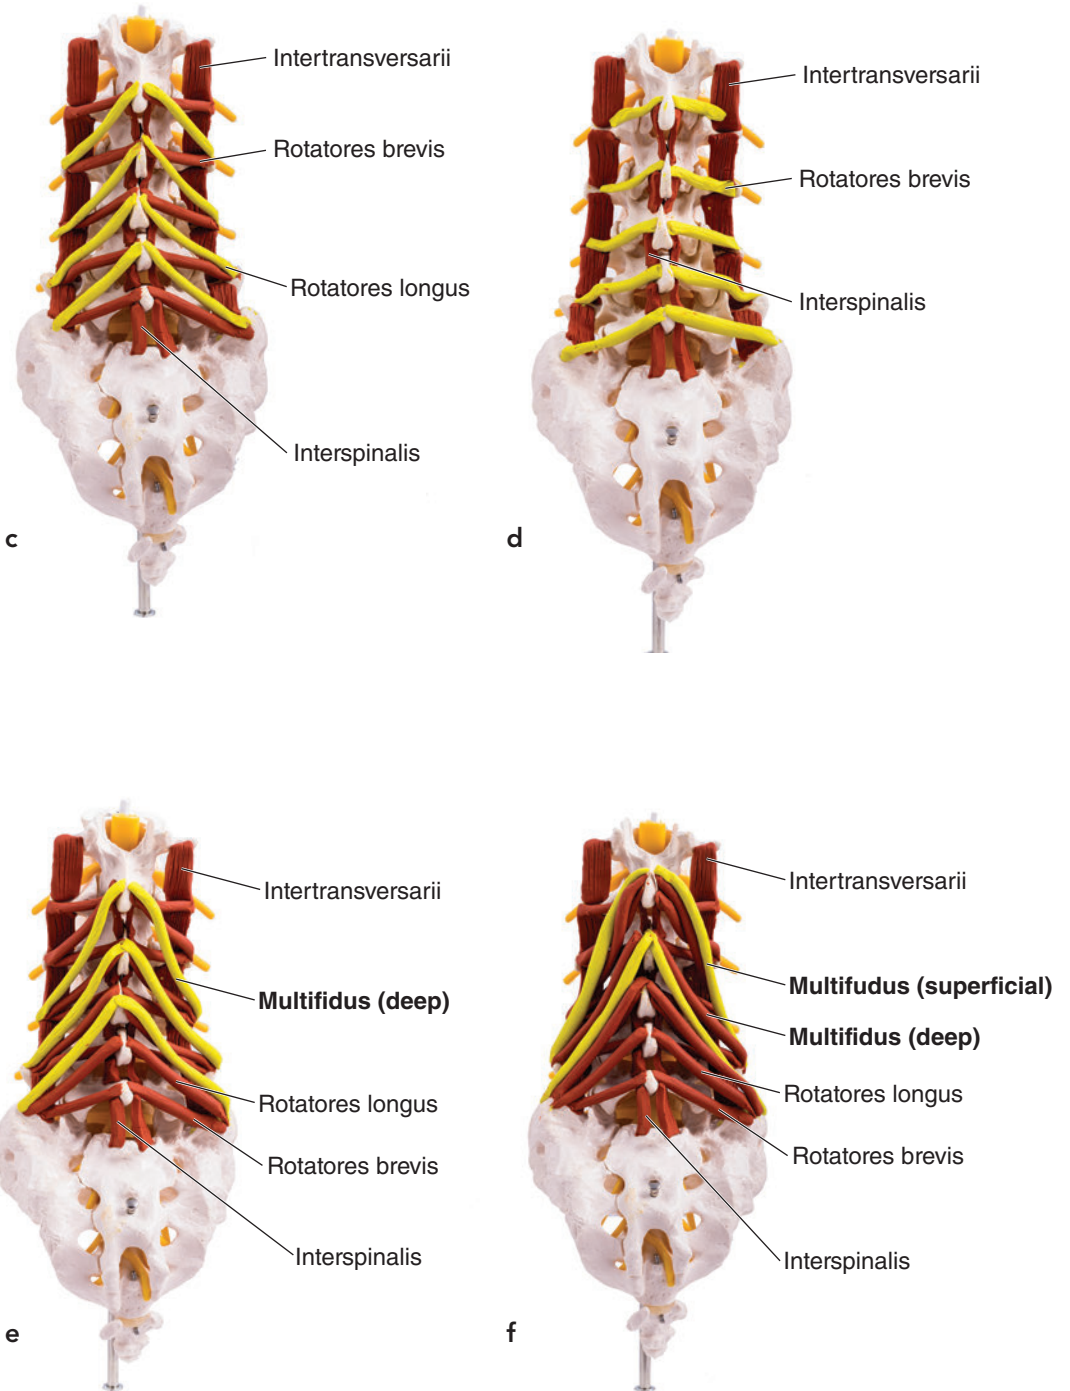 Intertransversarii
Rotatores brevis
Rotatores longus
Interspinalis
c
Intertransversarii
Rotatores brevis
Interspinalis
d
Intertransversarii
Multifidus (deep)
Rotatores longus
Rotatores brevis
Interspinalis
e
Intertransversarii
Multifudus (superficial)
Multifidus (deep)
Rotatores longus
Rotatores brevis
Interspinalis
f